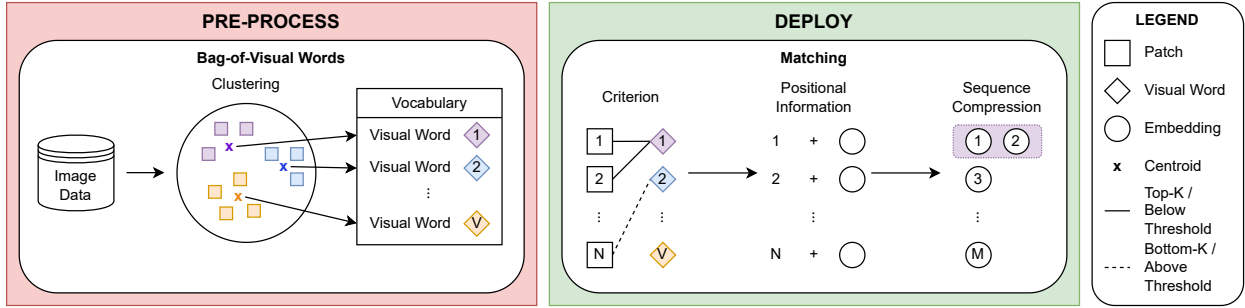 PRE-PROCESS
Bag-of-Visual Words
Clustering
Image
Data
x
x
x
Vocabulary
Visual Word 1
Visual Word 2
⋮
Visual Word V
DEPLOY
Matching
Criterion
Positional
Information
Sequence
Compression
1 1 1 + 1 2
2 2 2 + 3
⋮ ⋮ ⋮ ⋮
N V N + M
LEGEND
Patch
Visual Word
Embedding
x Centroid
Top-K /
Below
Threshold
Bottom-K /
Above
Threshold